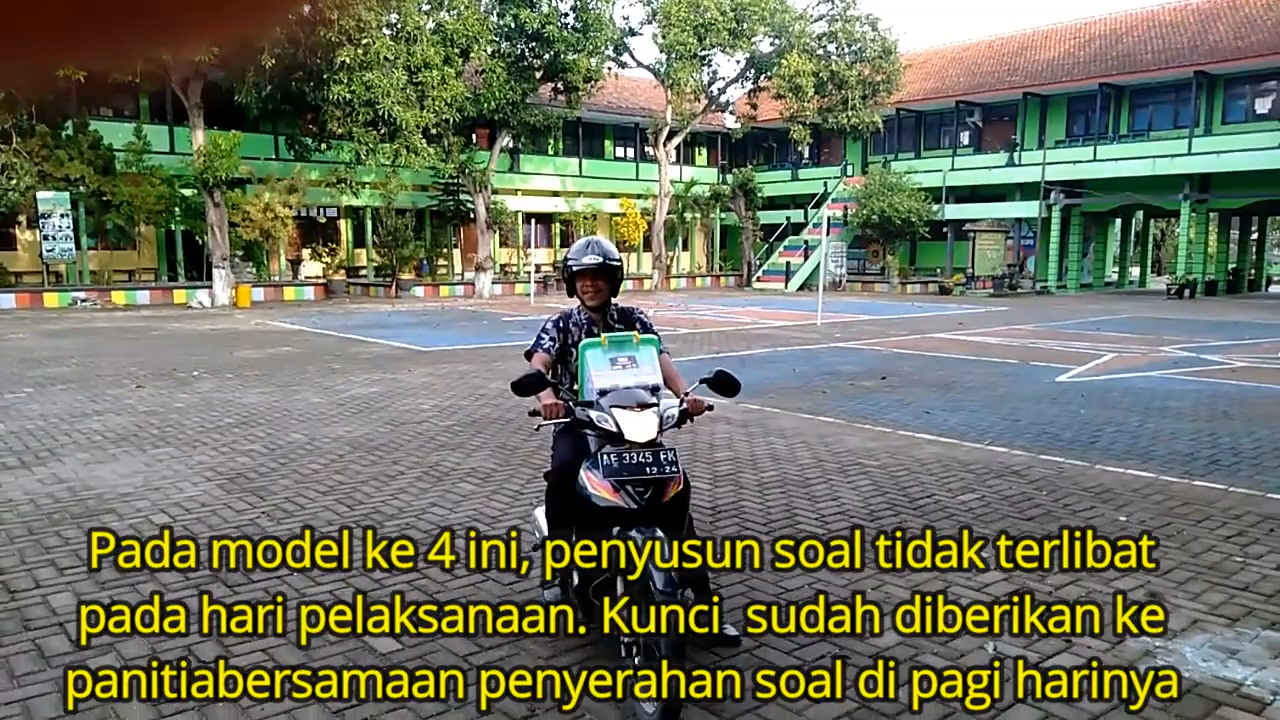 AE 3345 FK
12·24
Pada model ke 4 ini, penyusun soal tidak terlibat
pada hari pelaksanaan. Kunci sudah diberikan ke
panitiabersamaan penyerahan soal di pagi harinya